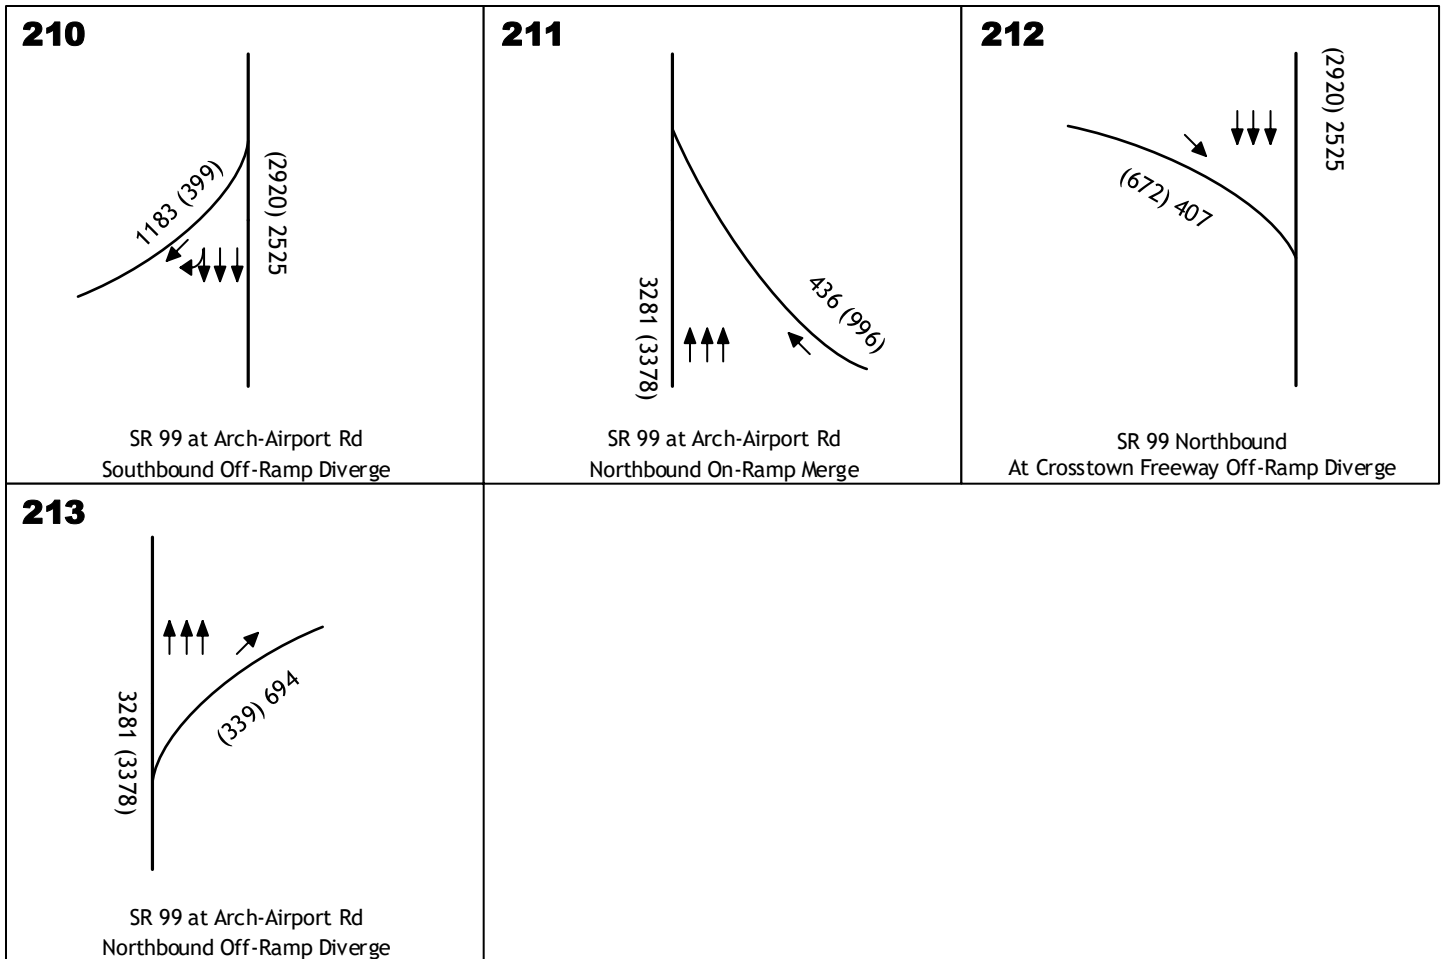 210
1183 (399)
(2920) 2525
SR 99 at Arch-Airport Rd
Southbound Off-Ramp Diverge
211
3281 (3378)
436 (996)
SR 99 at Arch-Airport Rd
Northbound On-Ramp Merge
212
(2920) 2525
(672) 407
SR 99 Northbound
At Crosstown Freeway Off-Ramp Diverge
213
3281 (3378)
(339) 694
SR 99 at Arch-Airport Rd
Northbound Off-Ramp Diverge